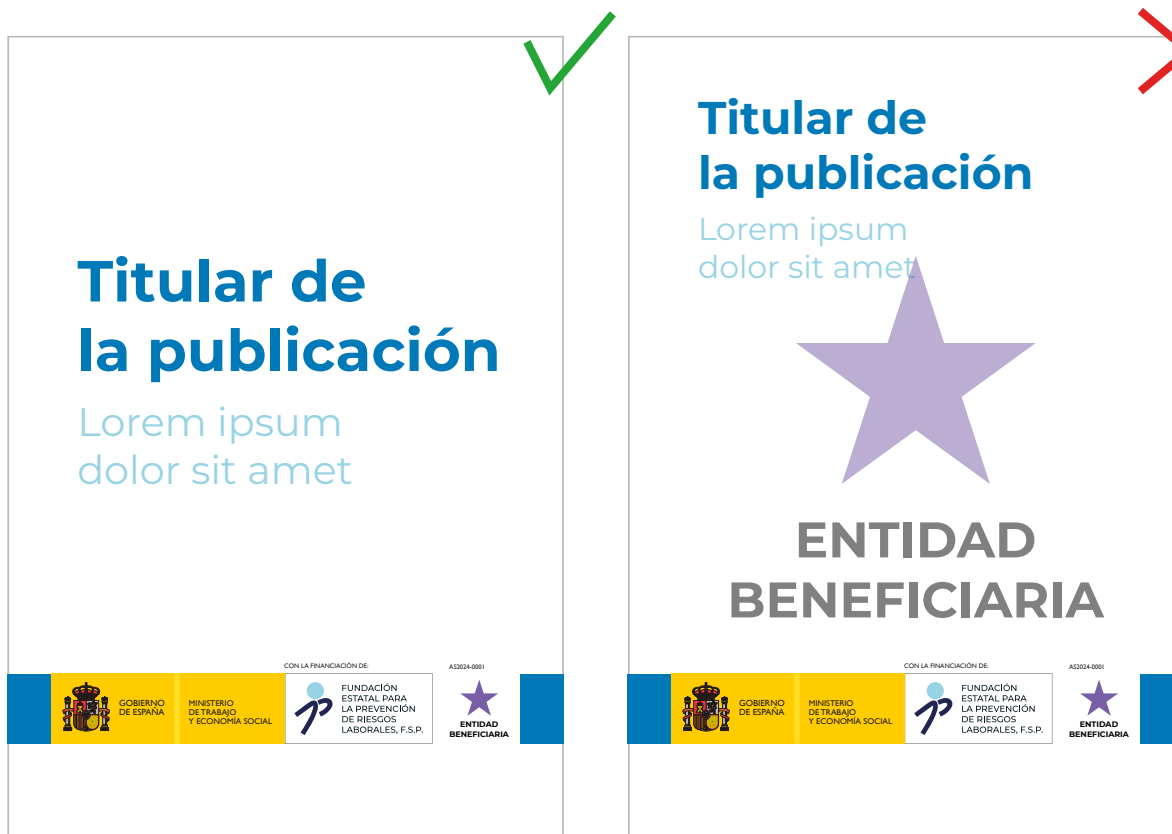 Titular de
la publicación
Lorem ipsum
dolor sit amet
CON LA FINANCIACIÓN DE:
AS2024-0001
GOBIERNO
DE ESPAÑA
MINISTERIO
DE TRABAJO
Y ECONOMÍA SOCIAL
FUNDACIÓN
ESTATAL PARA
LA PREVENCIÓN
DE RIESGOS
LABORALES, F.S.P.
ENTIDAD
BENEFICIARIA
Titular de
la publicación
Lorem ipsum
dolor sit amet
ENTIDAD
BENEFICIARIA
CON LA FINANCIACIÓN DE:
AS2024-0001
GOBIERNO
DE ESPAÑA
MINISTERIO
DE TRABAJO
Y ECONOMÍA SOCIAL
FUNDACIÓN
ESTATAL PARA
LA PREVENCIÓN
DE RIESGOS
LABORALES, F.S.P.
ENTIDAD
BENEFICIARIA